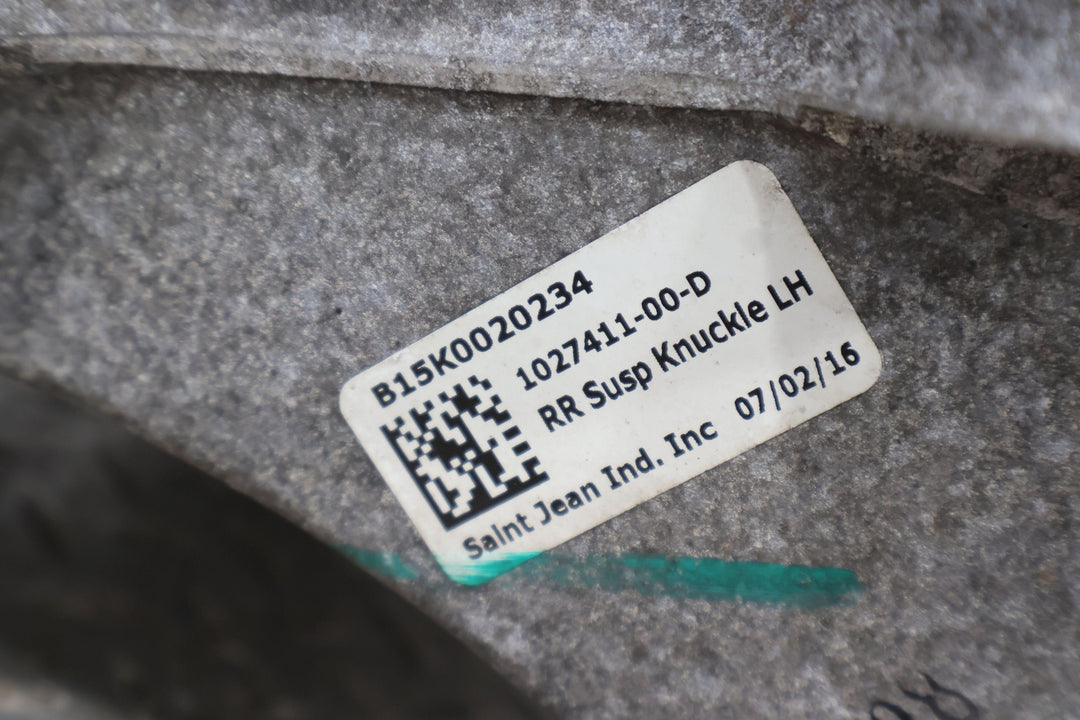 B15K0020234
1027411-00-D
RR Susp Knuckle LH
Saint Jean Ind. Inc 07/02/16